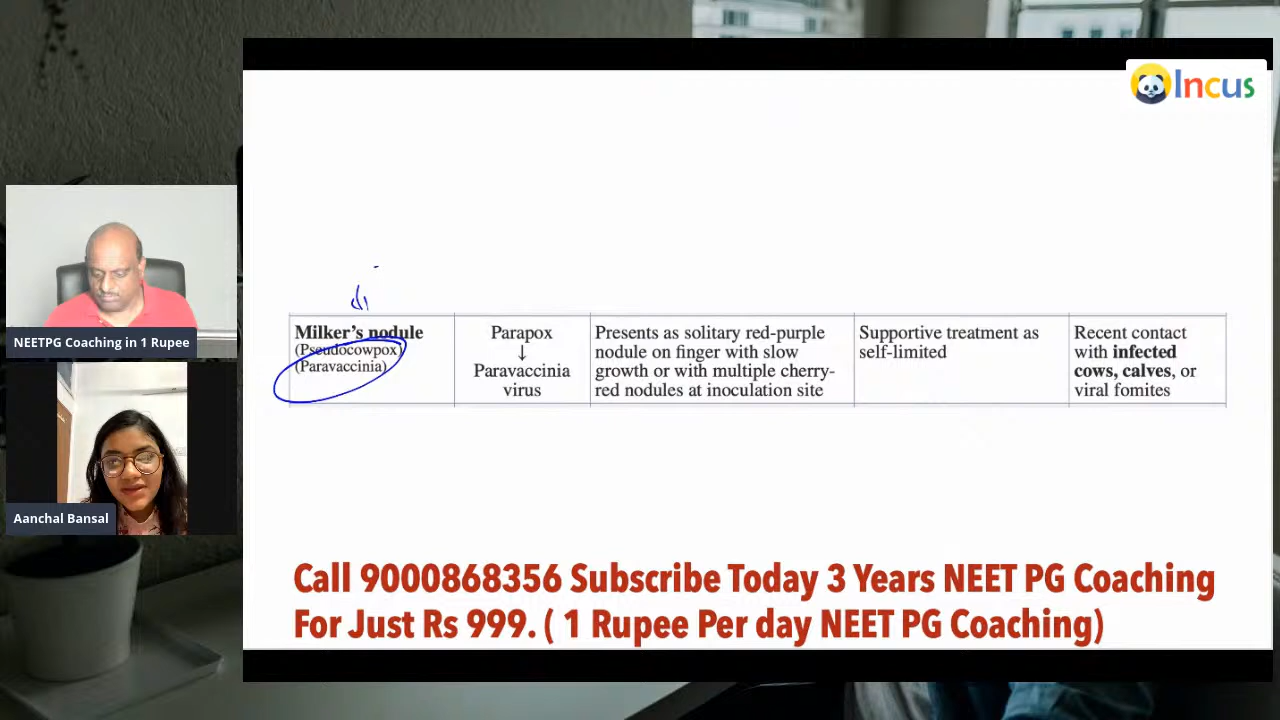 Incus
NEETPG Coaching in 1 Rupee
Aanchal Bansal
Milker's nodule
(Pseudocowpox)
(Paravaccinia)
Parapox
↓
Paravaccinia
virus
Presents as solitary red-purple
nodule on finger with slow
growth or with multiple cherry-
red nodules at inoculation site
Supportive treatment as
self-limited
Recent contact
with infected
cows, calves, or
viral fomites
Call 9000868356 Subscribe Today 3 Years NEET PG Coaching
For Just Rs 999. ( 1 Rupee Per day NEET PG Coaching)